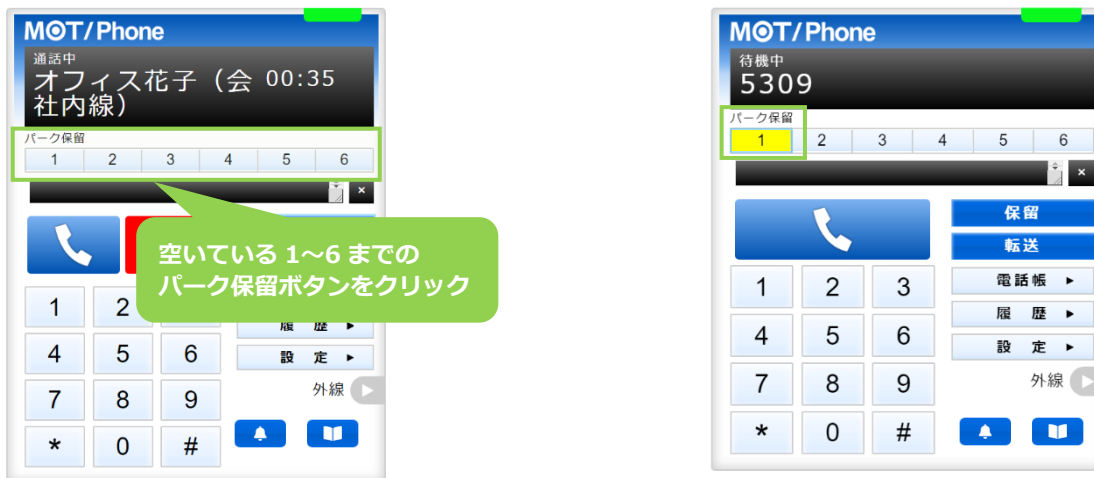 MOT/Phone
通話中
オフィス花子（会 00:35
社内線）
パーク保留
1 2 3 4 5 6
×
空いている 1～6 までの
パーク保留ボタンをクリック
1 2
履 歴 ▶
4 5 6
設 定 ▶
外線
7 8 9
* 0 #
MOT/Phone
待機中
5309
パーク保留
1 2 3 4 5 6
×
保留
転送
1 2 3
電話帳 ▶
履 歴 ▶
4 5 6
設 定 ▶
7 8 9
外線
* 0 #